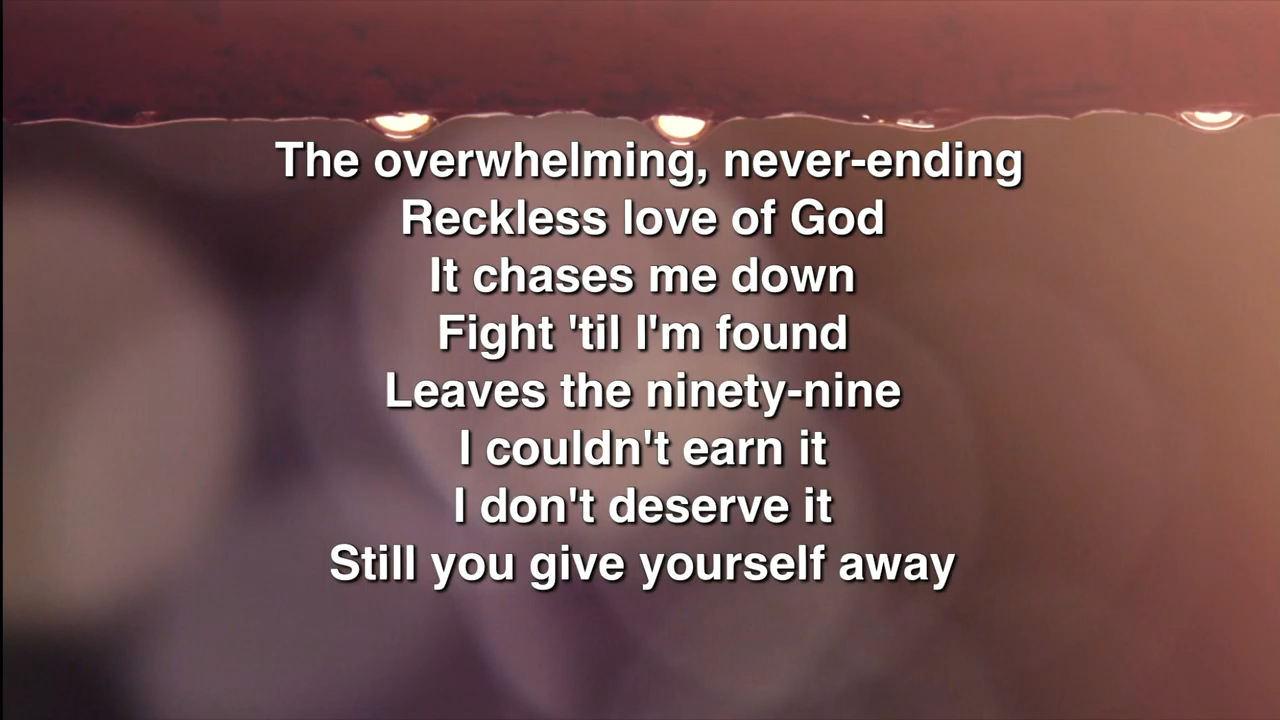 The overwhelming, never-ending
Reckless love of God
It chases me down
Fight 'til I'm found
Leaves the ninety-nine
I couldn't earn it
I don't deserve it
Still you give yourself away